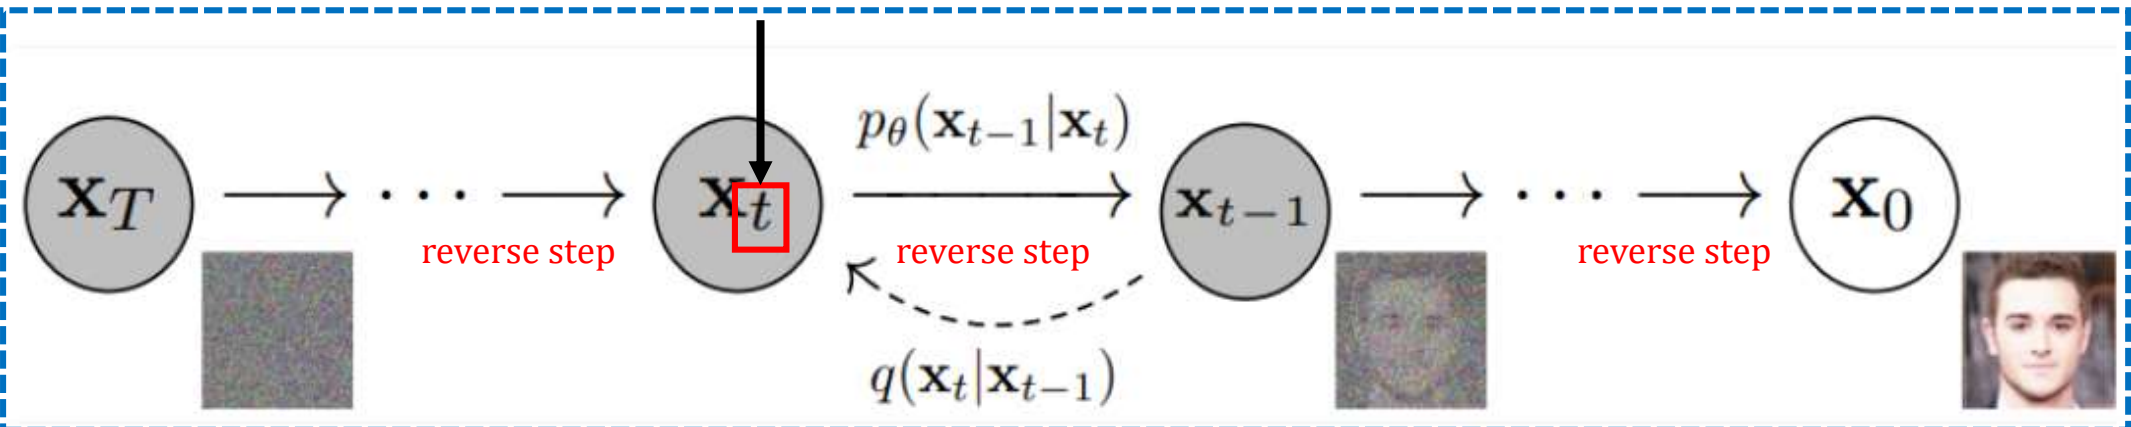 p_θ(x_{t−1}|x_t)
x_T ⟶ · · · ⟶ x_t ⟶ x_{t−1} ⟶ · · · ⟶ x_0
reverse step reverse step reverse step
q(x_t|x_{t−1})